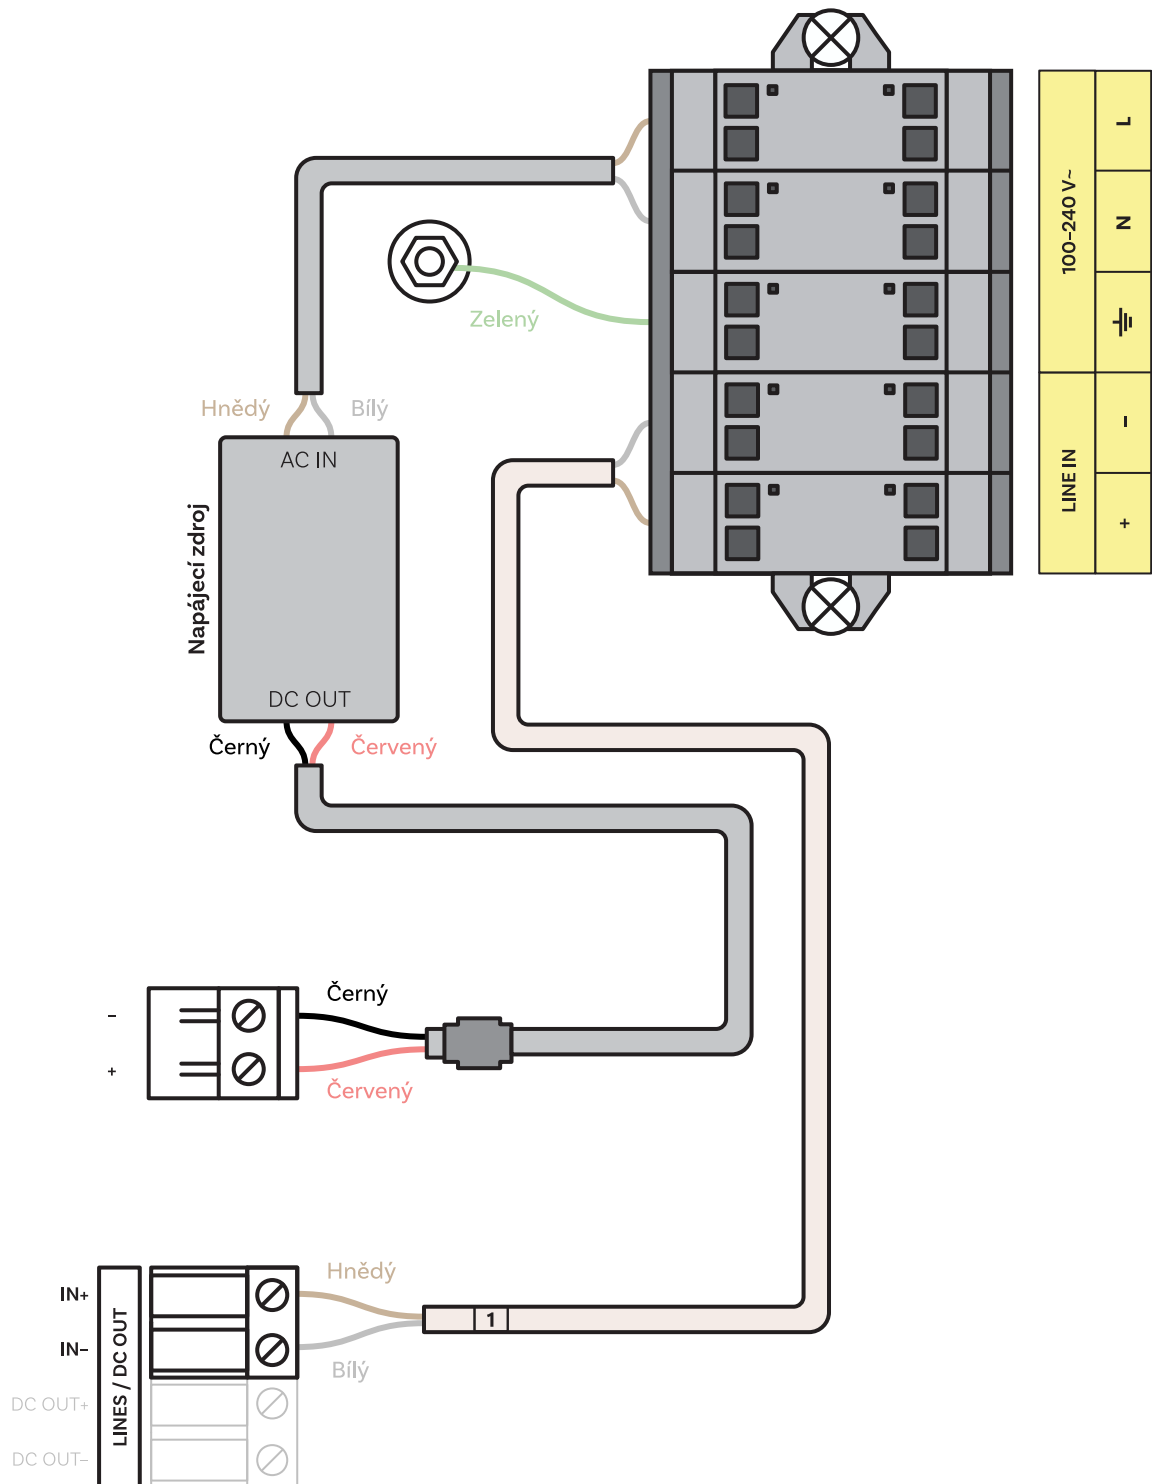 L
100-240 V~
N
Zelený
Hnědý
Bílý
-
AC IN
LINE IN
+
Napájecí zdroj
DC OUT
Černý
Červený
Černý
-
+
Červený
Hnědý
IN+
1
IN-
Bílý
LINES / DC OUT
DC OUT+
DC OUT-